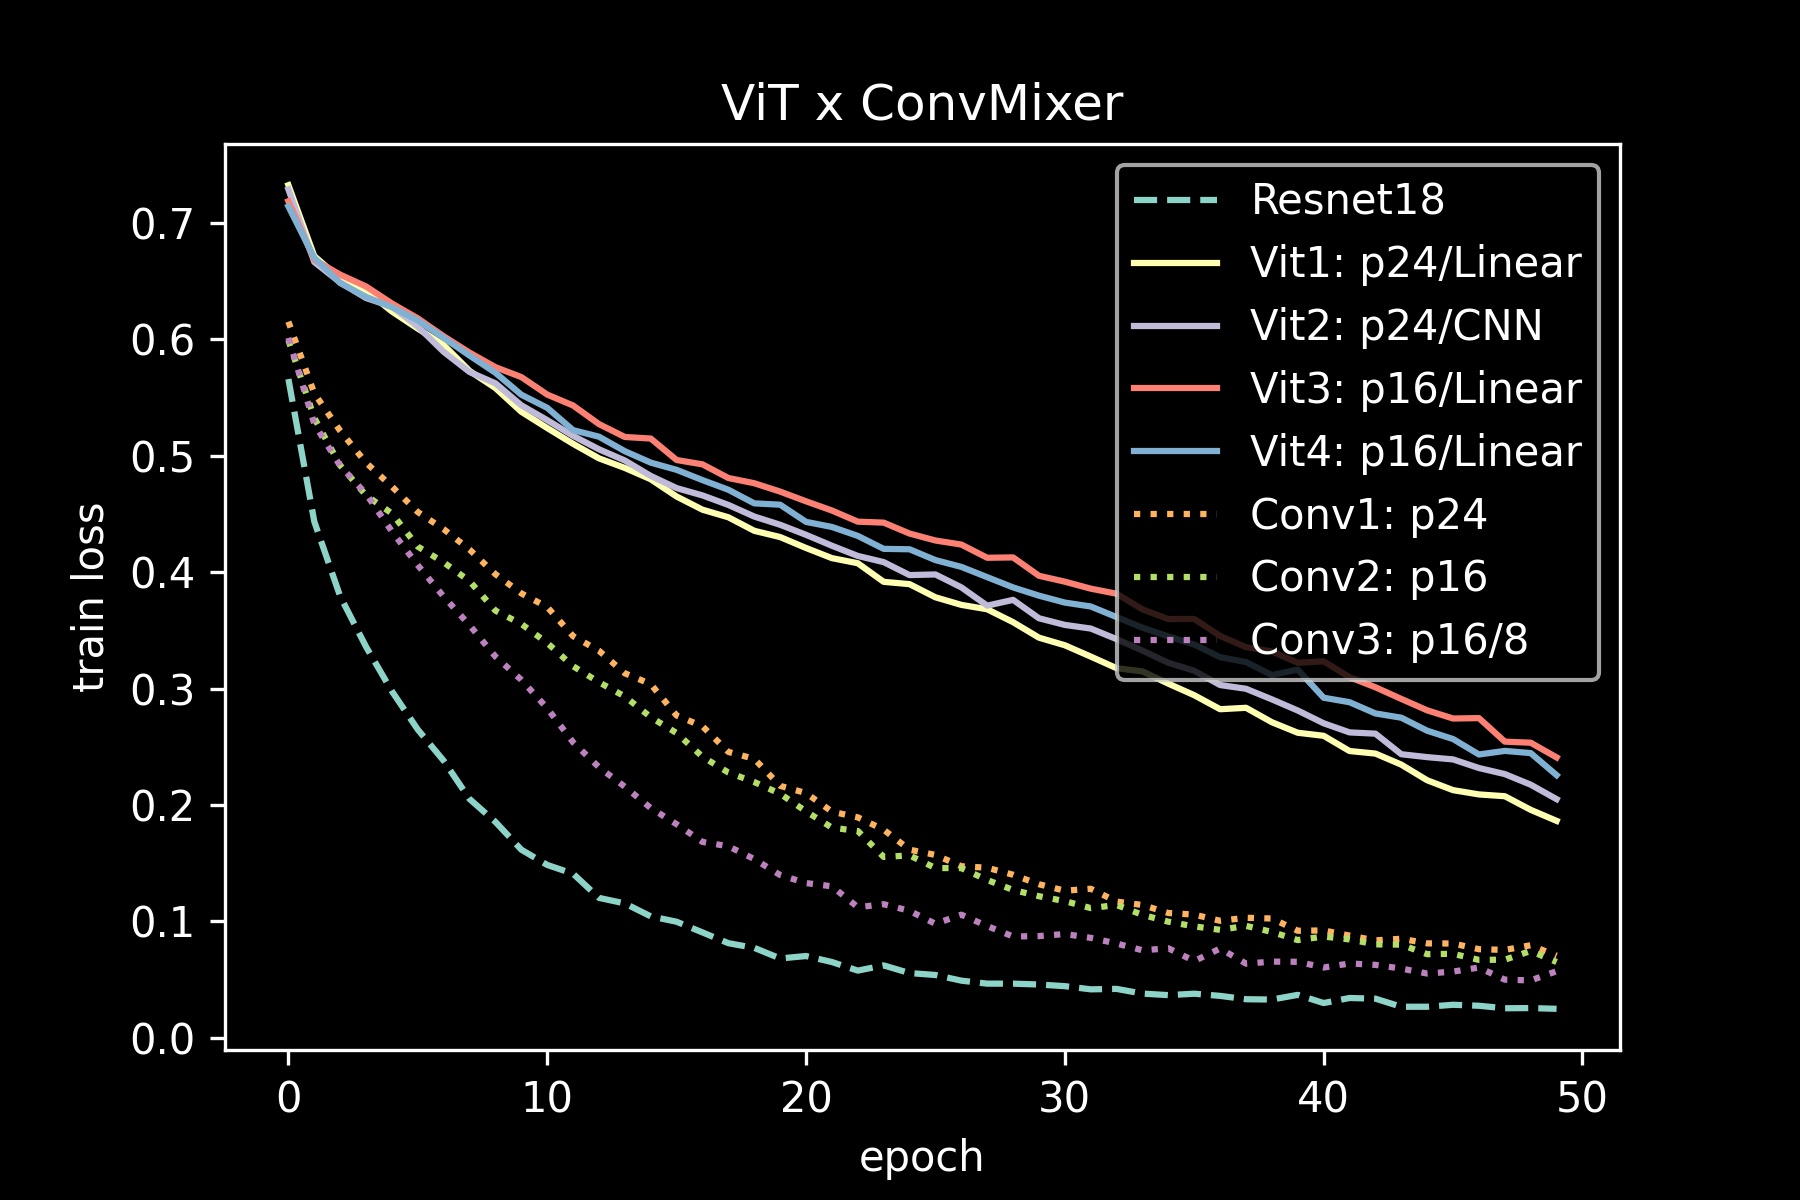 ViT x ConvMixer
Resnet18
Vit1: p24/Linear
Vit2: p24/CNN
Vit3: p16/Linear
Vit4: p16/Linear
Conv1: p24
Conv2: p16
Conv3: p16/8
train loss
0.7
0.6
0.5
0.4
0.3
0.2
0.1
0.0
0 10 20 30 40 50
epoch